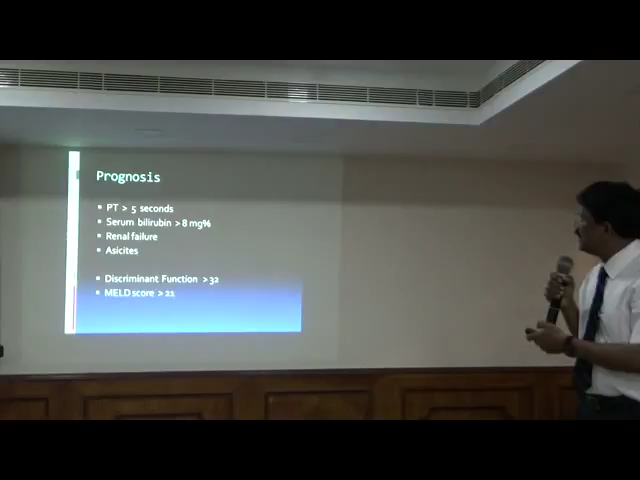 Prognosis
PT > 5 seconds
Serum bilirubin > 8 mg%
Renal failure
Asicites
Discriminant Function > 32
MELD score > 21